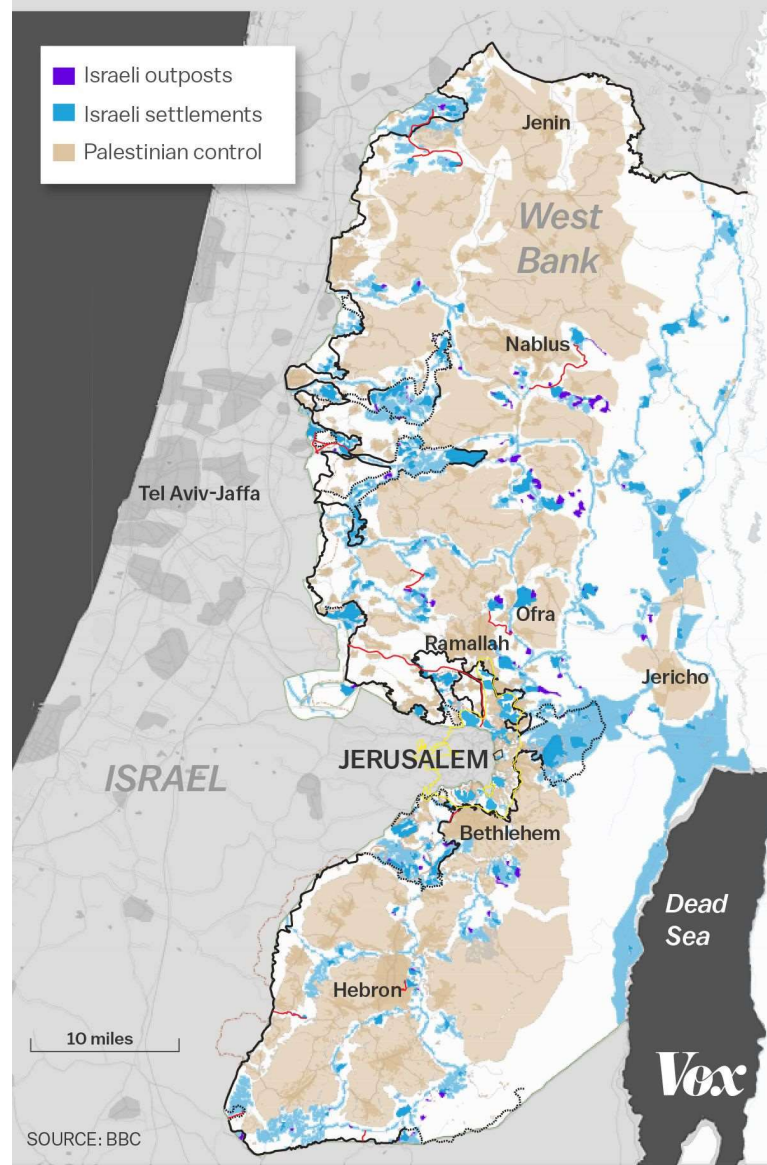 Israeli outposts
Israeli settlements
Palestinian control
Jenin
West
Bank
Nablus
Tel Aviv-Jaffa
Ofra
Ramallah
Jericho
JERUSALEM
ISRAEL
Bethlehem
Dead
Sea
Hebron
10 miles
Vox
SOURCE: BBC